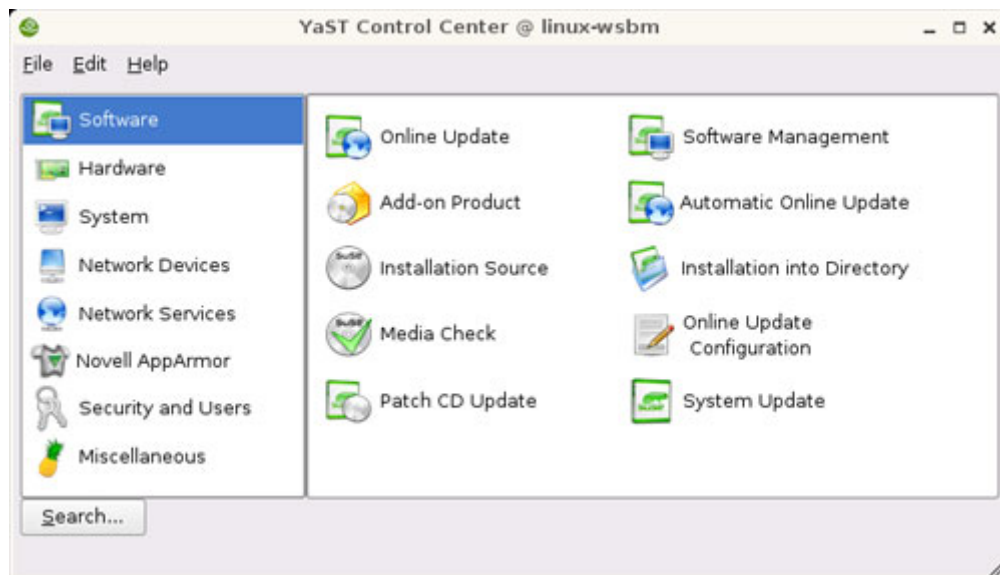 YaST Control Center @ linux-wsbm
File Edit Help
Software
Hardware
System
Network Devices
Network Services
Novell AppArmor
Security and Users
Miscellaneous
Online Update
Software Management
Add-on Product
Automatic Online Update
Installation Source
Installation into Directory
Media Check
Online Update
Configuration
Patch CD Update
System Update
Search...